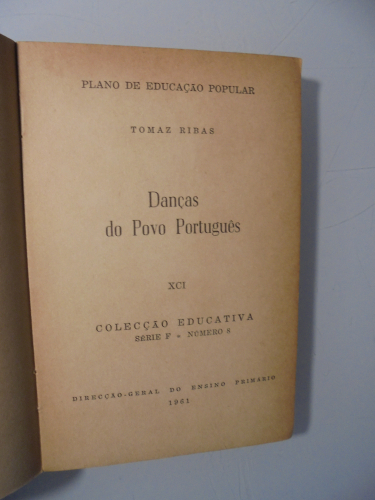 PLANO DE EDUCAÇÃO POPULAR
TOMAZ RIBAS
Danças
do Povo Português
XCI
COLECÇÃO EDUCATIVA
SÉRIE F * NÚMERO 6
DIRECÇÃO-GERAL DO ENSINO PRIMÁRIO
1961